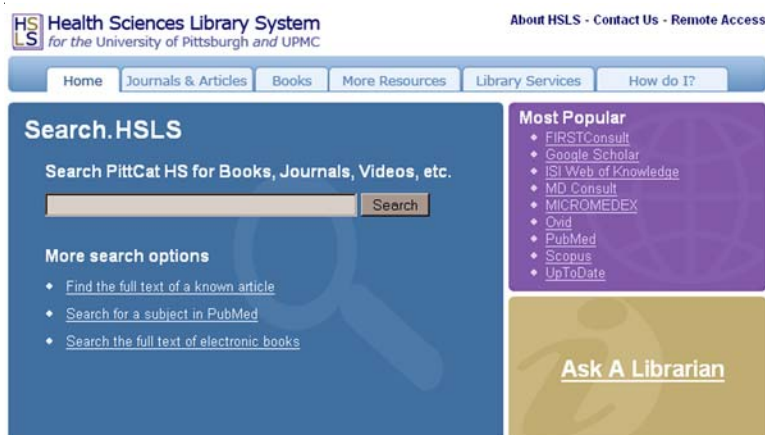 HS
LS
Health Sciences Library System
for the University of Pittsburgh and UPMC
About HSLS - Contact Us - Remote Access
Home
Journals & Articles
Books
More Resources
Library Services
How do I?
Search.HSLS
Search PittCat HS for Books, Journals, Videos, etc.
Search
More search options
Find the full text of a known article
Search for a subject in PubMed
Search the full text of electronic books
Most Popular
FIRSTConsult
Google Scholar
ISI Web of Knowledge
MD Consult
MICROMEDEX
Ovid
PubMed
Scopus
UpToDate
Ask A Librarian